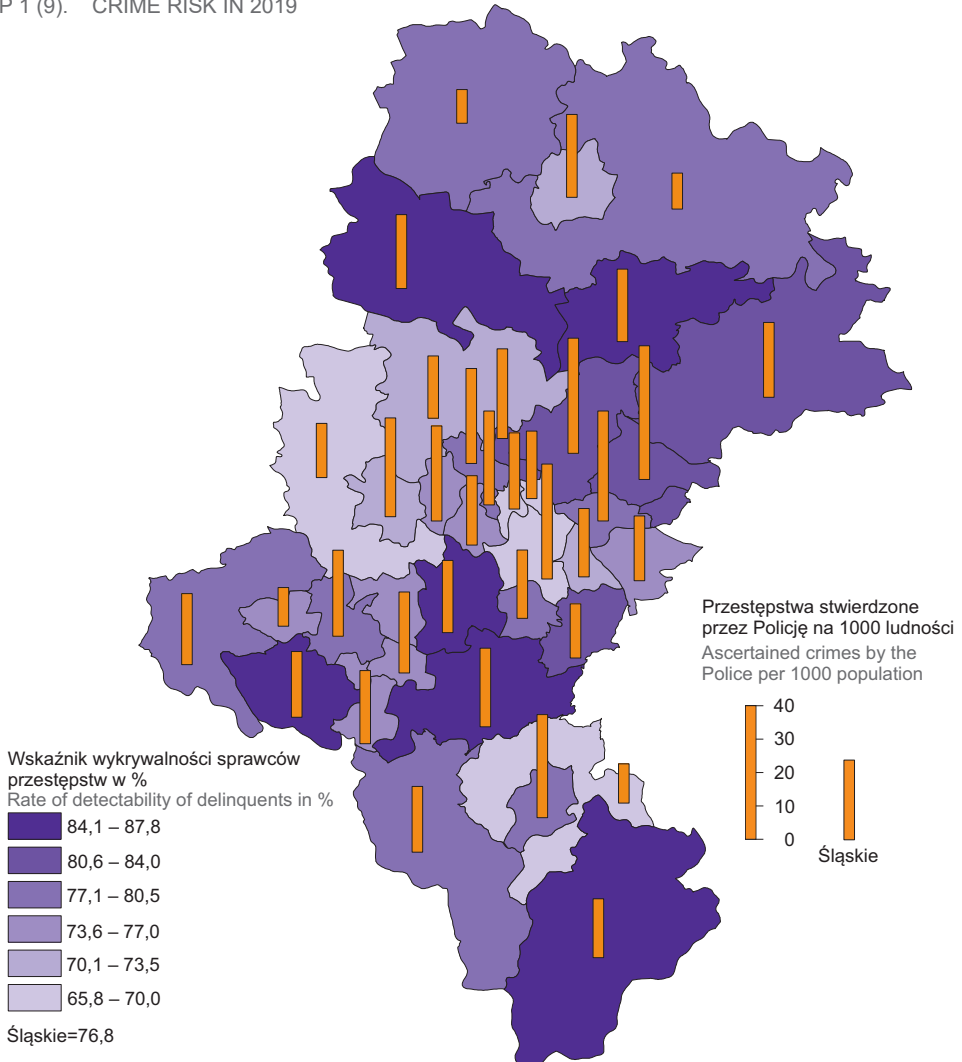 P 1 (9). CRIME RISK IN 2019
Przestępstwa stwierdzone
przez Policję na 1000 ludności
Ascertained crimes by the
Police per 1000 population
40
30
20
10
0
Śląskie
Wskaźnik wykrywalności sprawców
przestępstw w %
Rate of detectability of delinquents in %
84,1 – 87,8
80,6 – 84,0
77,1 – 80,5
73,6 – 77,0
70,1 – 73,5
65,8 – 70,0
Śląskie=76,8